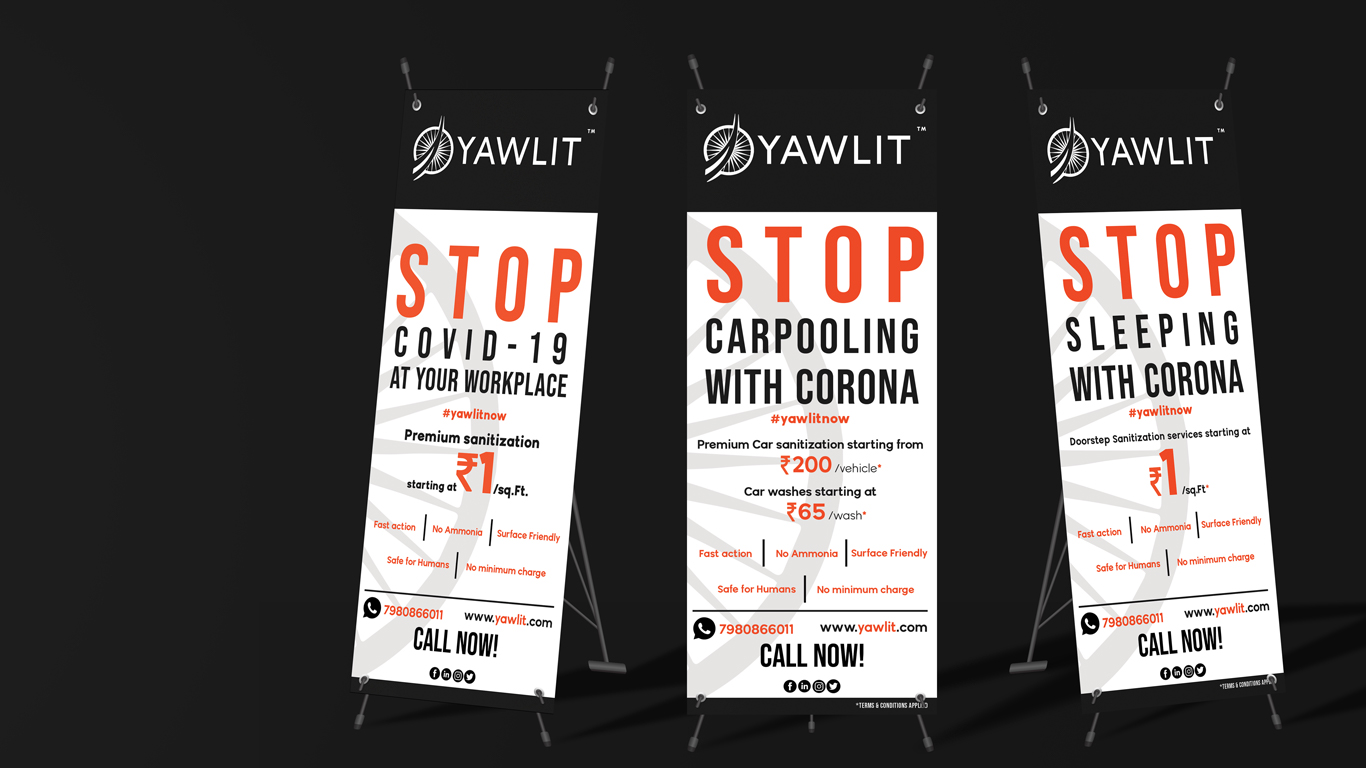 YAWLIT™
STOP
COVID-19
AT YOUR WORKPLACE
#yawlitnow
Premium sanitization
starting at ₹1/sq.Ft.
Fast action | No Ammonia | Surface Friendly
Safe for Humans | No minimum charge
7980866011 www.yawlit.com
CALL NOW!
YAWLIT™
STOP
CARPOOLING
WITH CORONA
#yawlitnow
Premium Car sanitization starting from
₹200 /vehicle*
Car washes starting at
₹65 /wash*
Fast action | No Ammonia | Surface Friendly
Safe for Humans | No minimum charge
7980866011 www.yawlit.com
CALL NOW!
*TERMS & CONDITIONS APPLIED
YAWLIT™
STOP
SLEEPING
WITH CORONA
#yawlitnow
Doorstep Sanitization services starting at
₹1 /sq.Ft*
Fast action | No Ammonia | Surface Friendly
Safe for Humans | No minimum charge
7980866011 www.yawlit.com
CALL NOW!
*TERMS & CONDITIONS